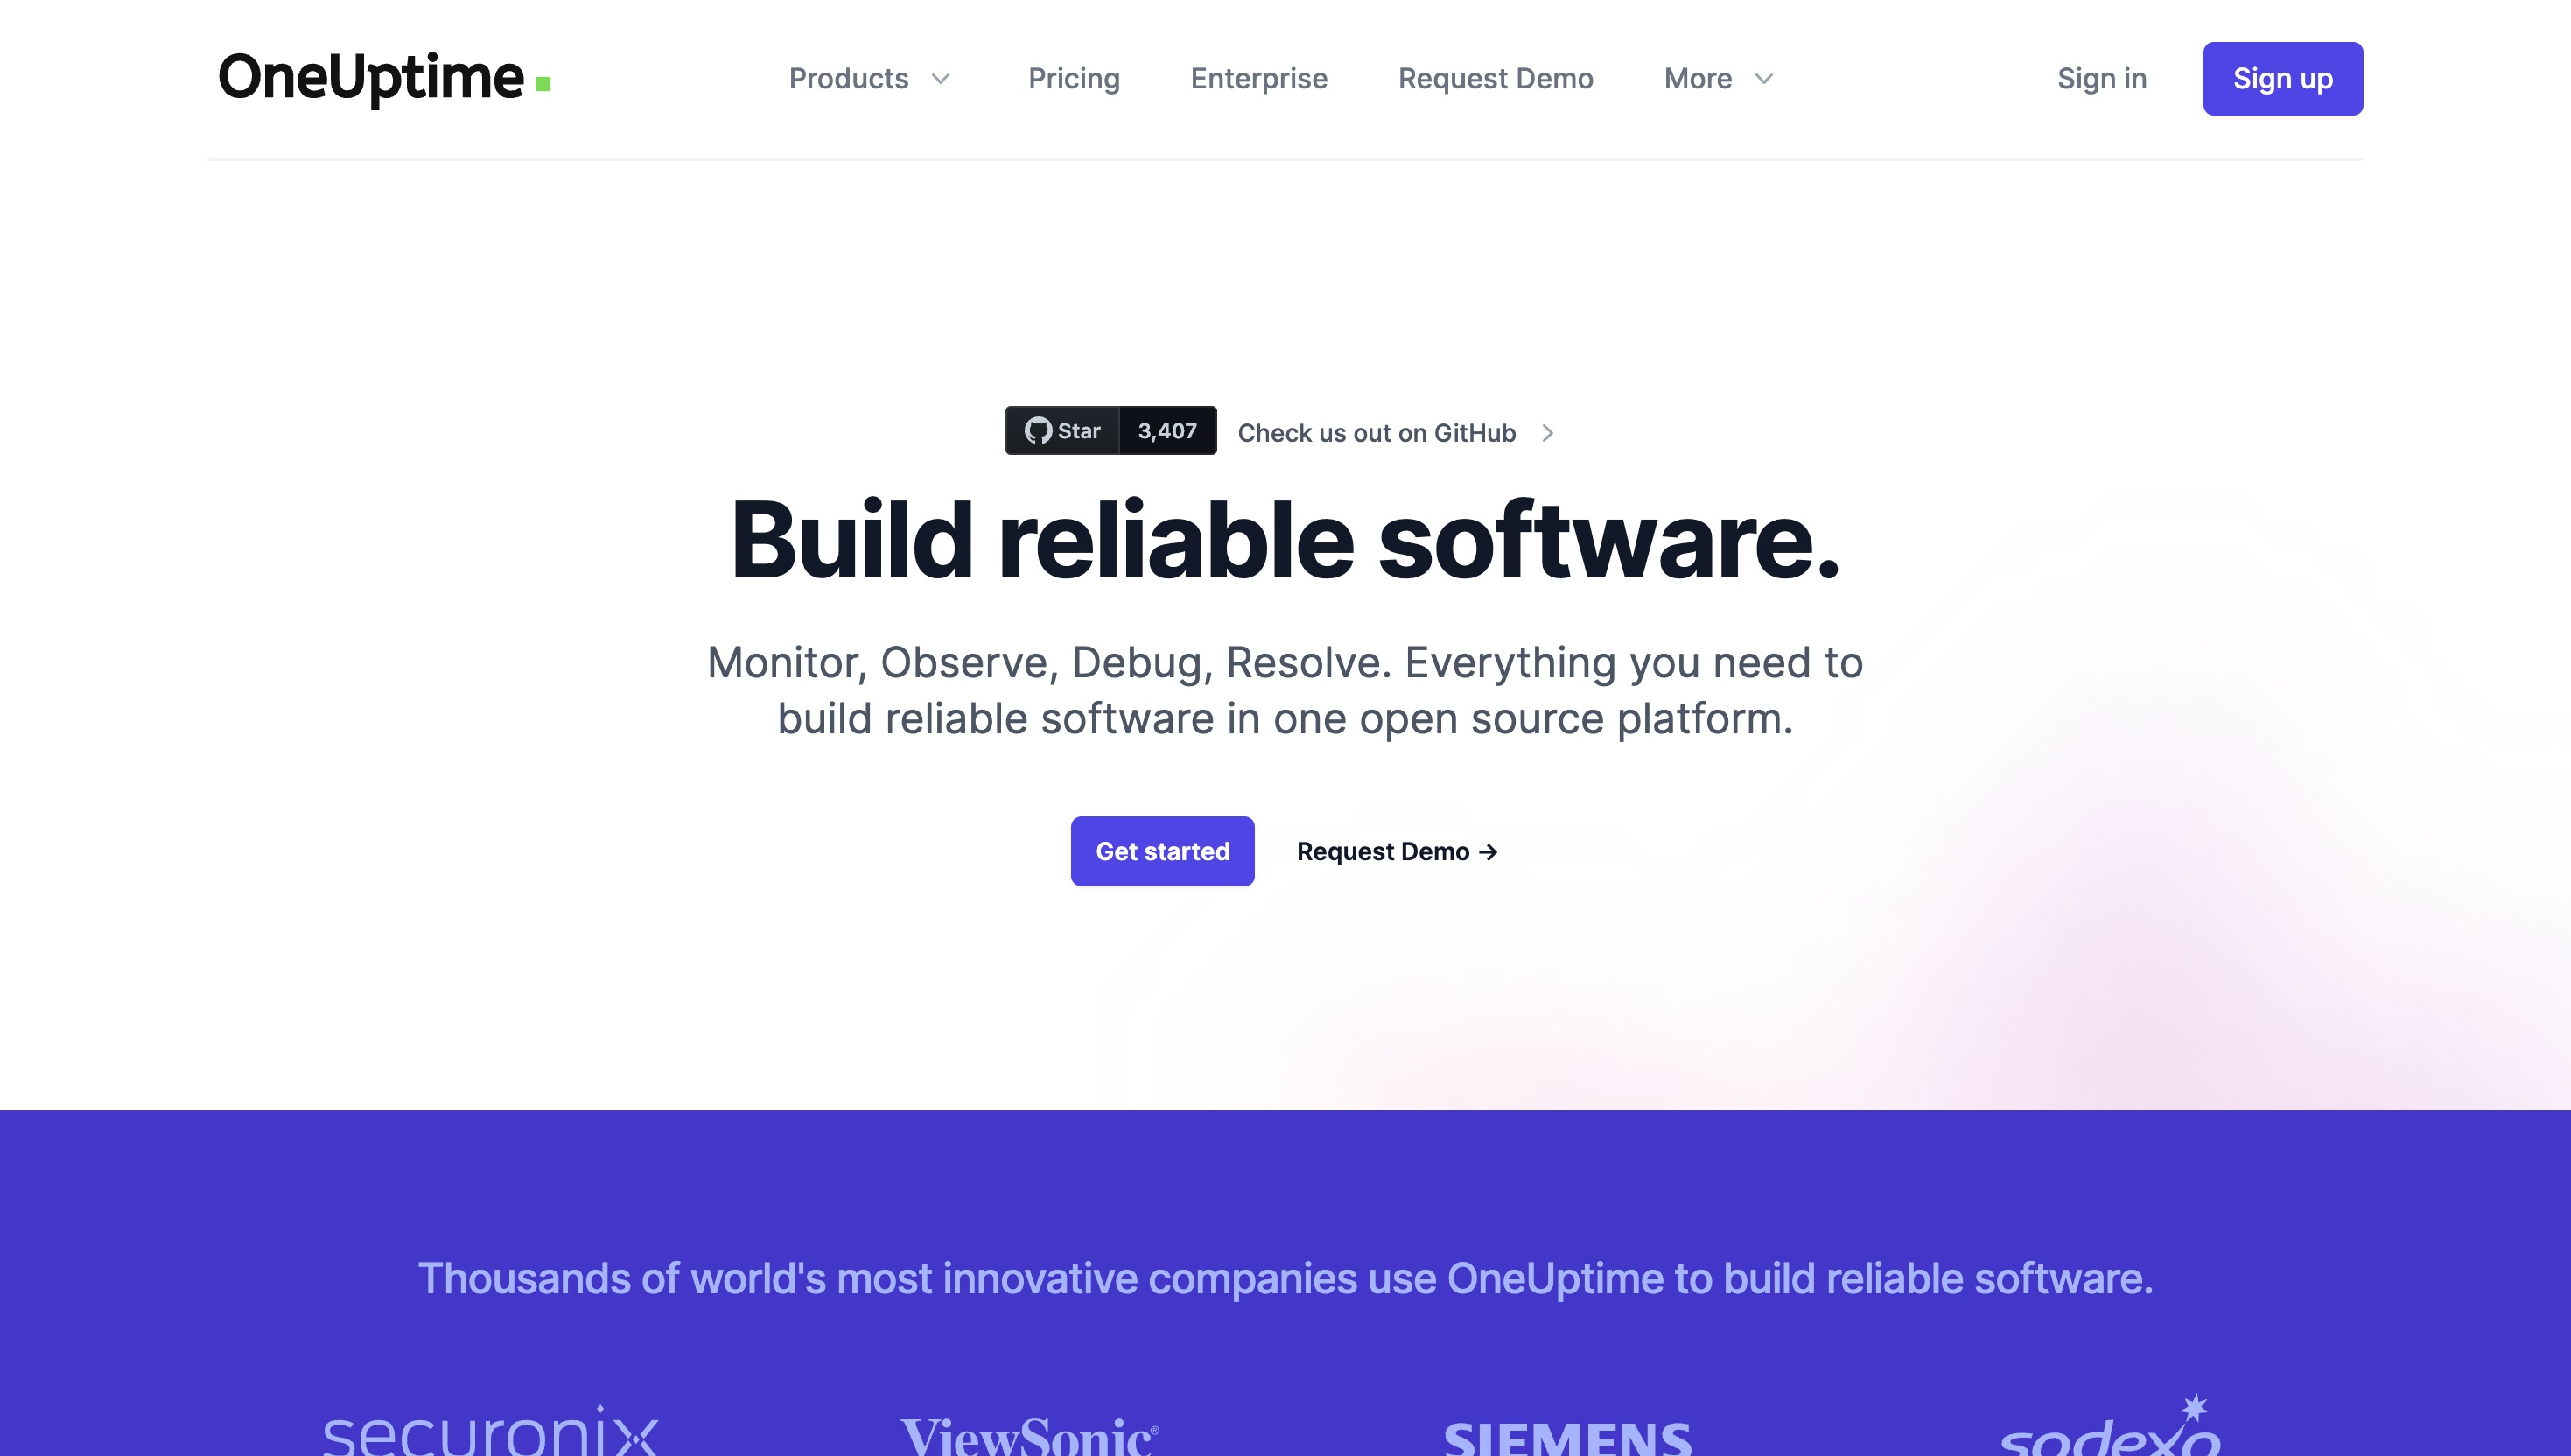 OneUptime
Products Pricing Enterprise Request Demo More Sign in Sign up
Star 3,407 Check us out on GitHub
Build reliable software.
Monitor, Observe, Debug, Resolve. Everything you need to
build reliable software in one open source platform.
Get started Request Demo →
Thousands of world's most innovative companies use OneUptime to build reliable software.
securonix ViewSonic® SIEMENS sodexo